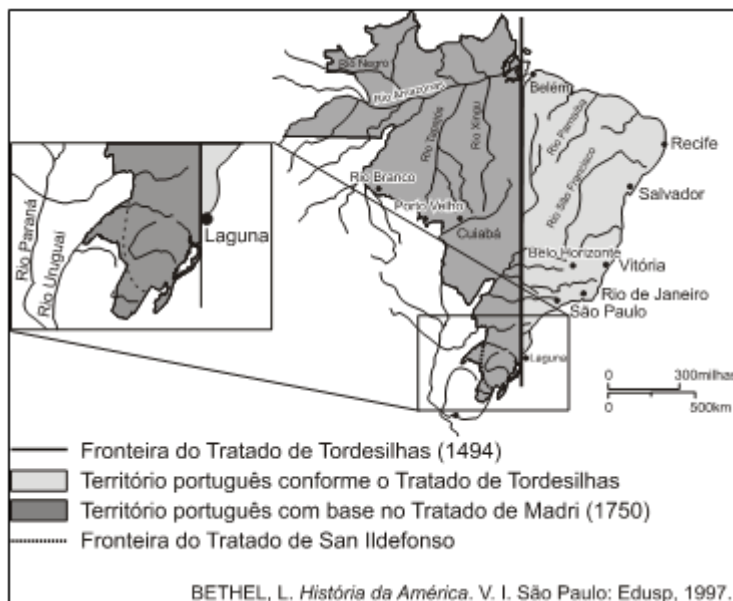 Rio Negro
Rio Amazonas
Belém
Rio Tapajós
Rio Xingu
Rio Parnaíba
Recife
Rio São Francisco
Salvador
Rio Branco
Porto Velho
Cuiabá
Belo Horizonte
Vitória
Rio de Janeiro
São Paulo
Laguna
Rio Paraná
Rio Uruguai
Laguna
0 300milhas
0 500km
Fronteira do Tratado de Tordesilhas (1494)
Território português conforme o Tratado de Tordesilhas
Território português com base no Tratado de Madri (1750)
Fronteira do Tratado de San Ildefonso
BETHEL, L. História da América. V. I. São Paulo: Edusp, 1997.